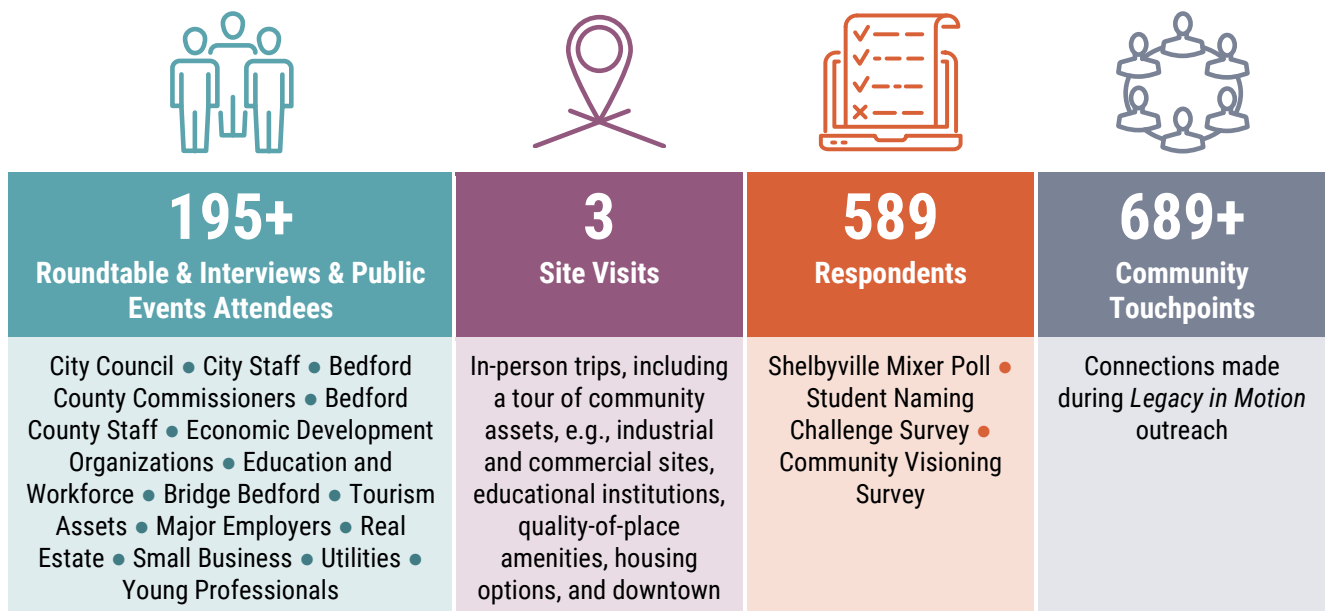 195+
Roundtable & Interviews & Public
Events Attendees
City Council ● City Staff ● Bedford
County Commissioners ● Bedford
County Staff ● Economic Development
Organizations ● Education and
Workforce ● Bridge Bedford ● Tourism
Assets ● Major Employers ● Real
Estate ● Small Business ● Utilities ●
Young Professionals
3
Site Visits
In-person trips, including
a tour of community
assets, e.g., industrial
and commercial sites,
educational institutions,
quality-of-place
amenities, housing
options, and downtown
589
Respondents
Shelbyville Mixer Poll ●
Student Naming
Challenge Survey ●
Community Visioning
Survey
689+
Community
Touchpoints
Connections made
during Legacy in Motion
outreach